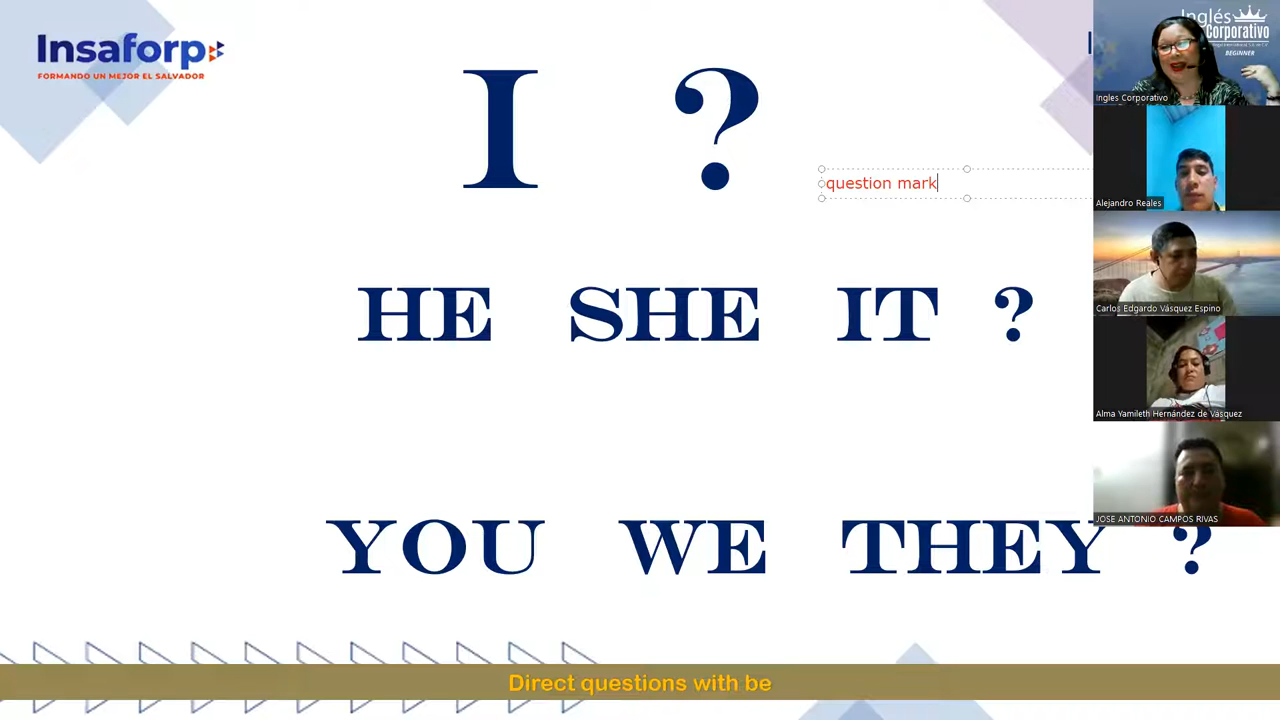 Insaforp
FORMANDO UN MEJOR EL SALVADOR
I ?
question mark
HE SHE IT ?
YOU WE THEY ?
Direct questions with be
Inglés
Corporativo
BEGINNER
Ingles Corporativo
Alejandro Reales
Carlos Edgardo Vásquez Espino
Alma Yamileth Hernández de Vásquez
JOSE ANTONIO CAMPOS RIVAS